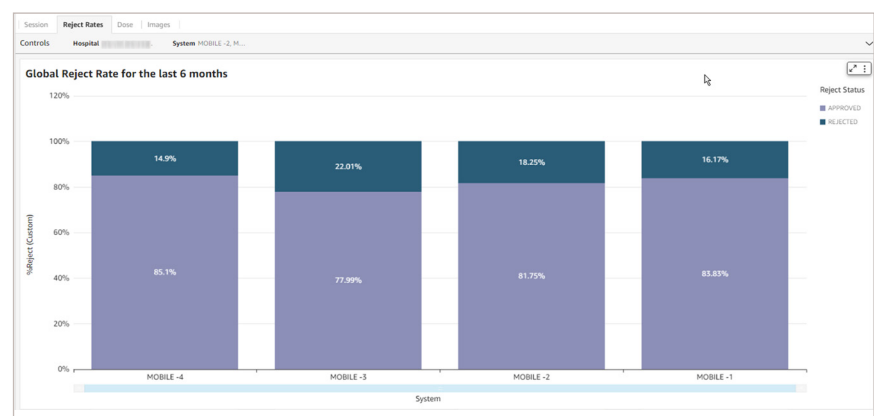 Session Reject Rates Dose Images
Controls Hospital System MOBILE -2, M...
Global Reject Rate for the last 6 months
Reject Status
APPROVED
REJECTED
120%
100%
80%
60%
40%
20%
0%
%Reject (Custom)
14.9%
22.01%
18.25%
16.17%
85.1%
77.99%
81.75%
83.83%
MOBILE -4
MOBILE -3
MOBILE -2
MOBILE -1
System